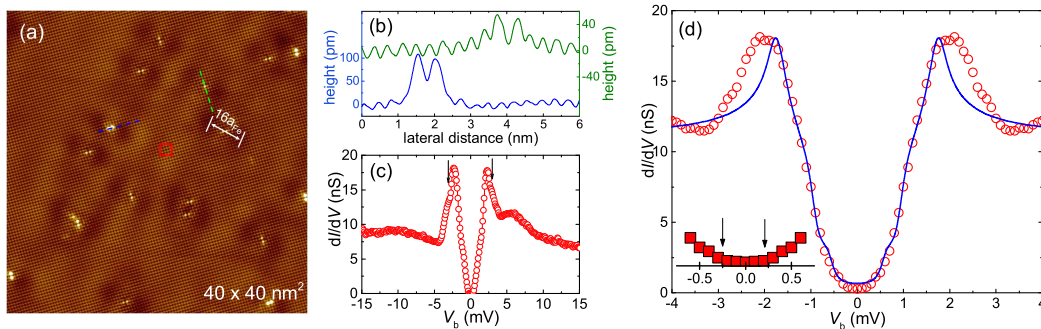 (a)
16a_Fe
40 x 40 nm²
(b)
height (pm)
100
50
0
40
0
-40
height (pm)
0 1 2 3 4 5 6
lateral distance (nm)
(c)
dI/dV (nS)
20
15
10
5
0
-15 -10 -5 0 5 10 15
V_b (mV)
(d)
dI/dV (nS)
20
15
10
5
0
-0.5 0.0 0.5
-4 -3 -2 -1 0 1 2 3 4
V_b (mV)